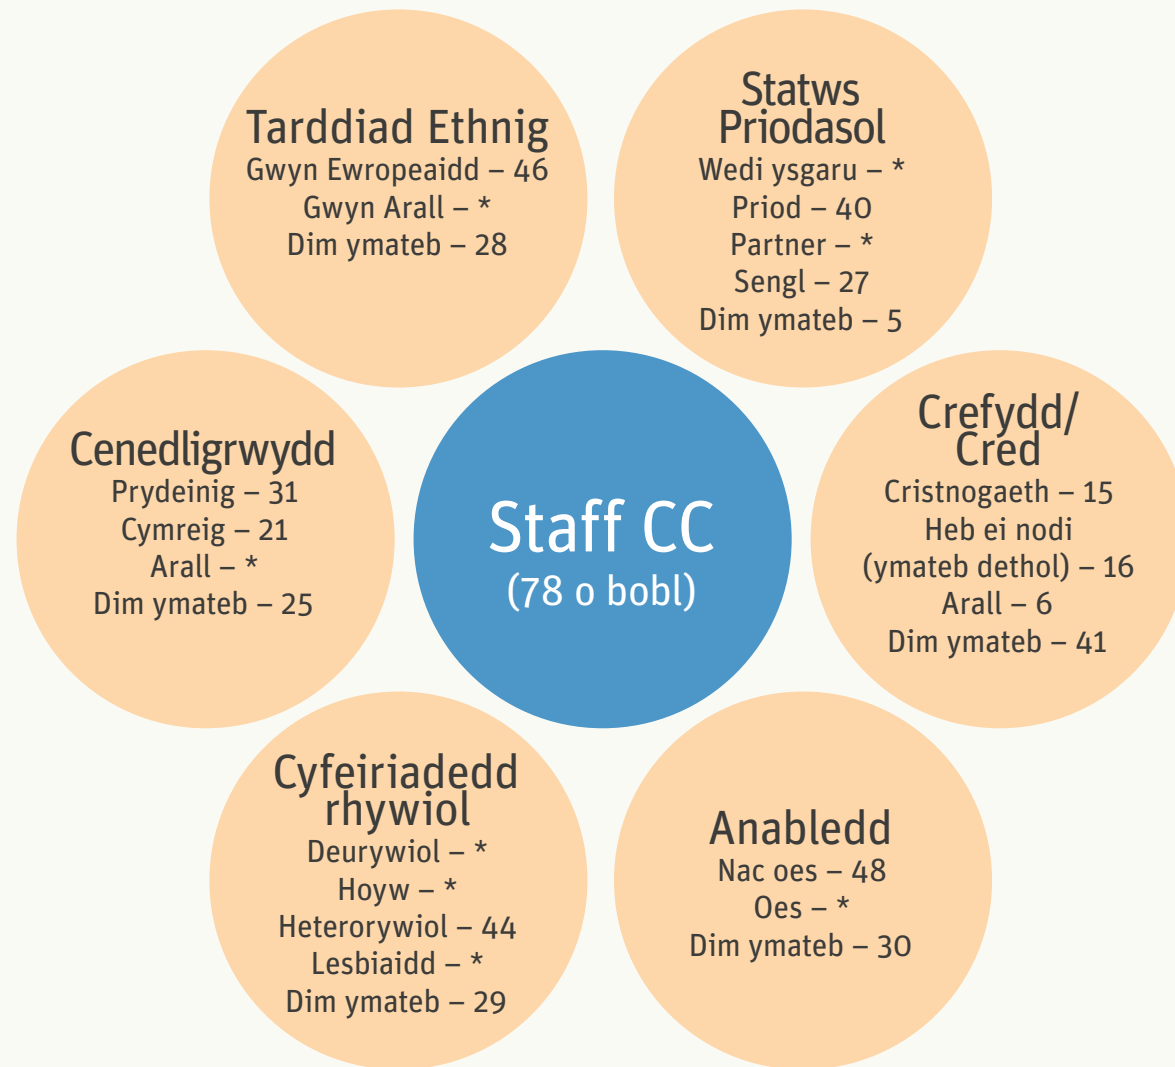 Tarddiad Ethnig
Gwyn Ewropeaidd – 46
Gwyn Arall – *
Dim ymateb – 28
Statws
Priodasol
Wedi ysgaru – *
Priod – 40
Partner – *
Sengl – 27
Dim ymateb – 5
Cenedligrwydd
Prydeinig – 31
Cymreig – 21
Arall – *
Dim ymateb – 25
Staff CC
(78 o bobl)
Crefydd/
Cred
Cristnogaeth – 15
Heb ei nodi
(ymateb dethol) – 16
Arall – 6
Dim ymateb – 41
Cyfeiriadedd
rhywiol
Deurywiol – *
Hoyw – *
Heterorywiol – 44
Lesbiaidd – *
Dim ymateb – 29
Anabledd
Nac oes – 48
Oes – *
Dim ymateb – 30